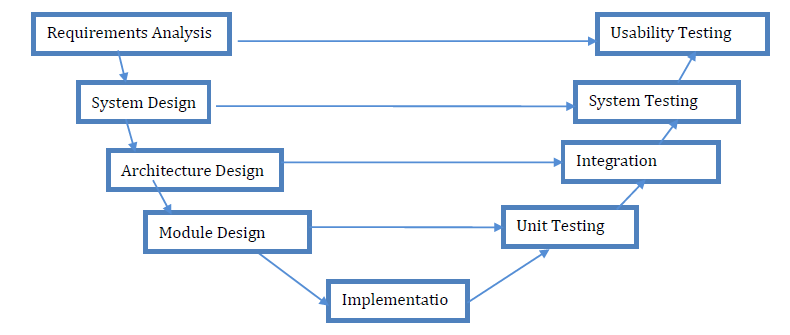 Requirements Analysis
Usability Testing
System Design
System Testing
Architecture Design
Integration
Module Design
Unit Testing
Implementatio